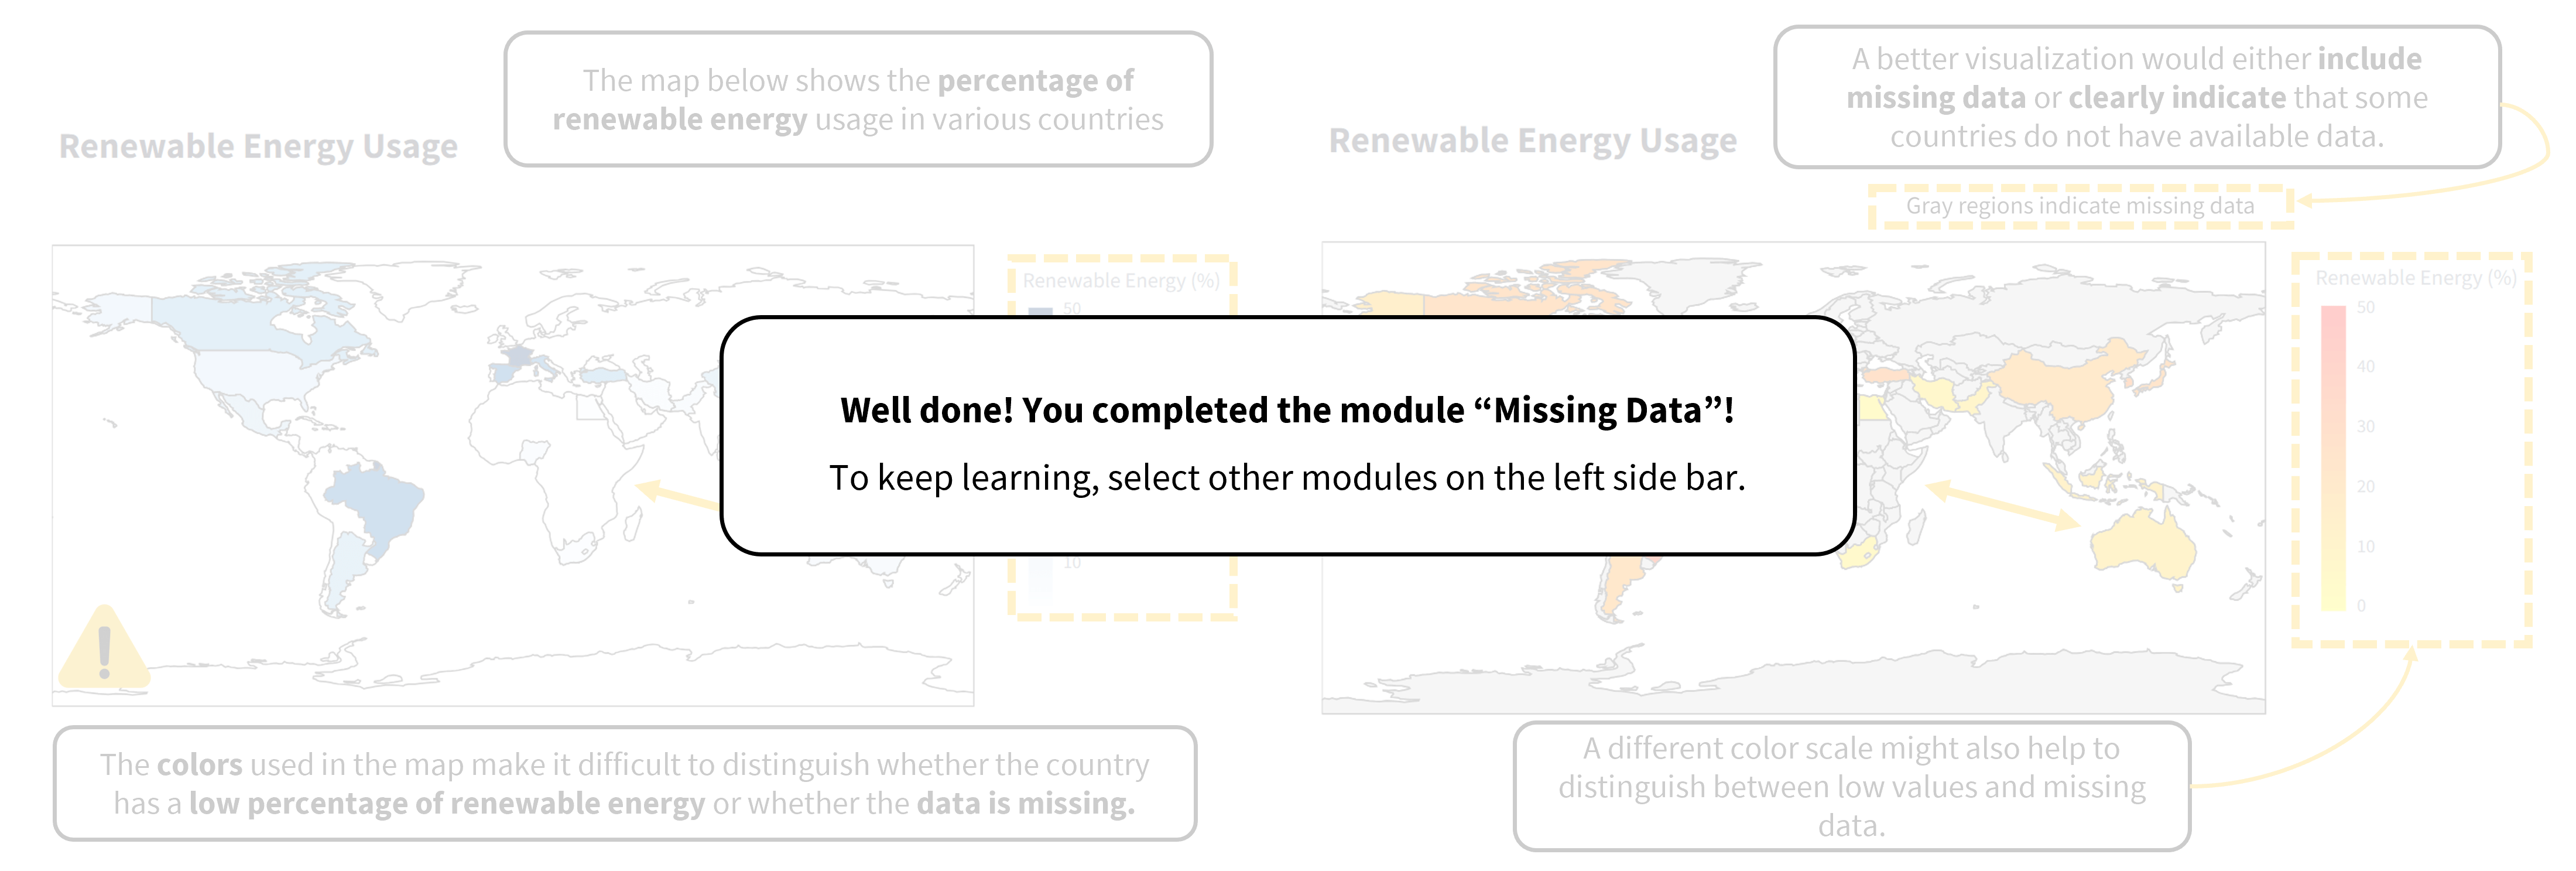 The map below shows the percentage of
renewable energy usage in various countries
Renewable Energy Usage
Renewable Energy (%)
50
10
The colors used in the map make it difficult to distinguish whether the country
has a low percentage of renewable energy or whether the data is missing.
Well done! You completed the module “Missing Data”!
To keep learning, select other modules on the left side bar.
A better visualization would either include
missing data or clearly indicate that some
countries do not have available data.
Renewable Energy Usage
Gray regions indicate missing data
Renewable Energy (%)
50
40
30
20
10
0
A different color scale might also help to
distinguish between low values and missing
data.